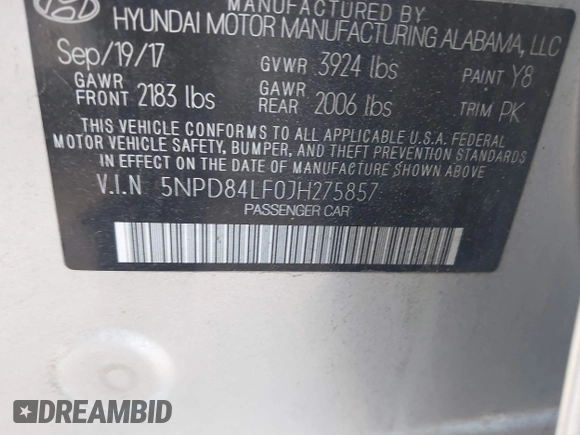 MANUFACTURED BY
HYUNDAI MOTOR MANUFACTURING ALABAMA, LLC
Sep/19/17 GVWR 3924 lbs PAINT Y8
GAWR FRONT 2183 lbs GAWR REAR 2006 lbs TRIM PK
THIS VEHICLE CONFORMS TO ALL APPLICABLE U.S.A. FEDERAL
MOTOR VEHICLE SAFETY, BUMPER, AND THEFT PREVENTION STANDARDS
IN EFFECT ON THE DATE OF MANUFACTURE SHOWN ABOVE
V.I.N 5NPD84LF0JH275857
PASSENGER CAR
DREAMBID